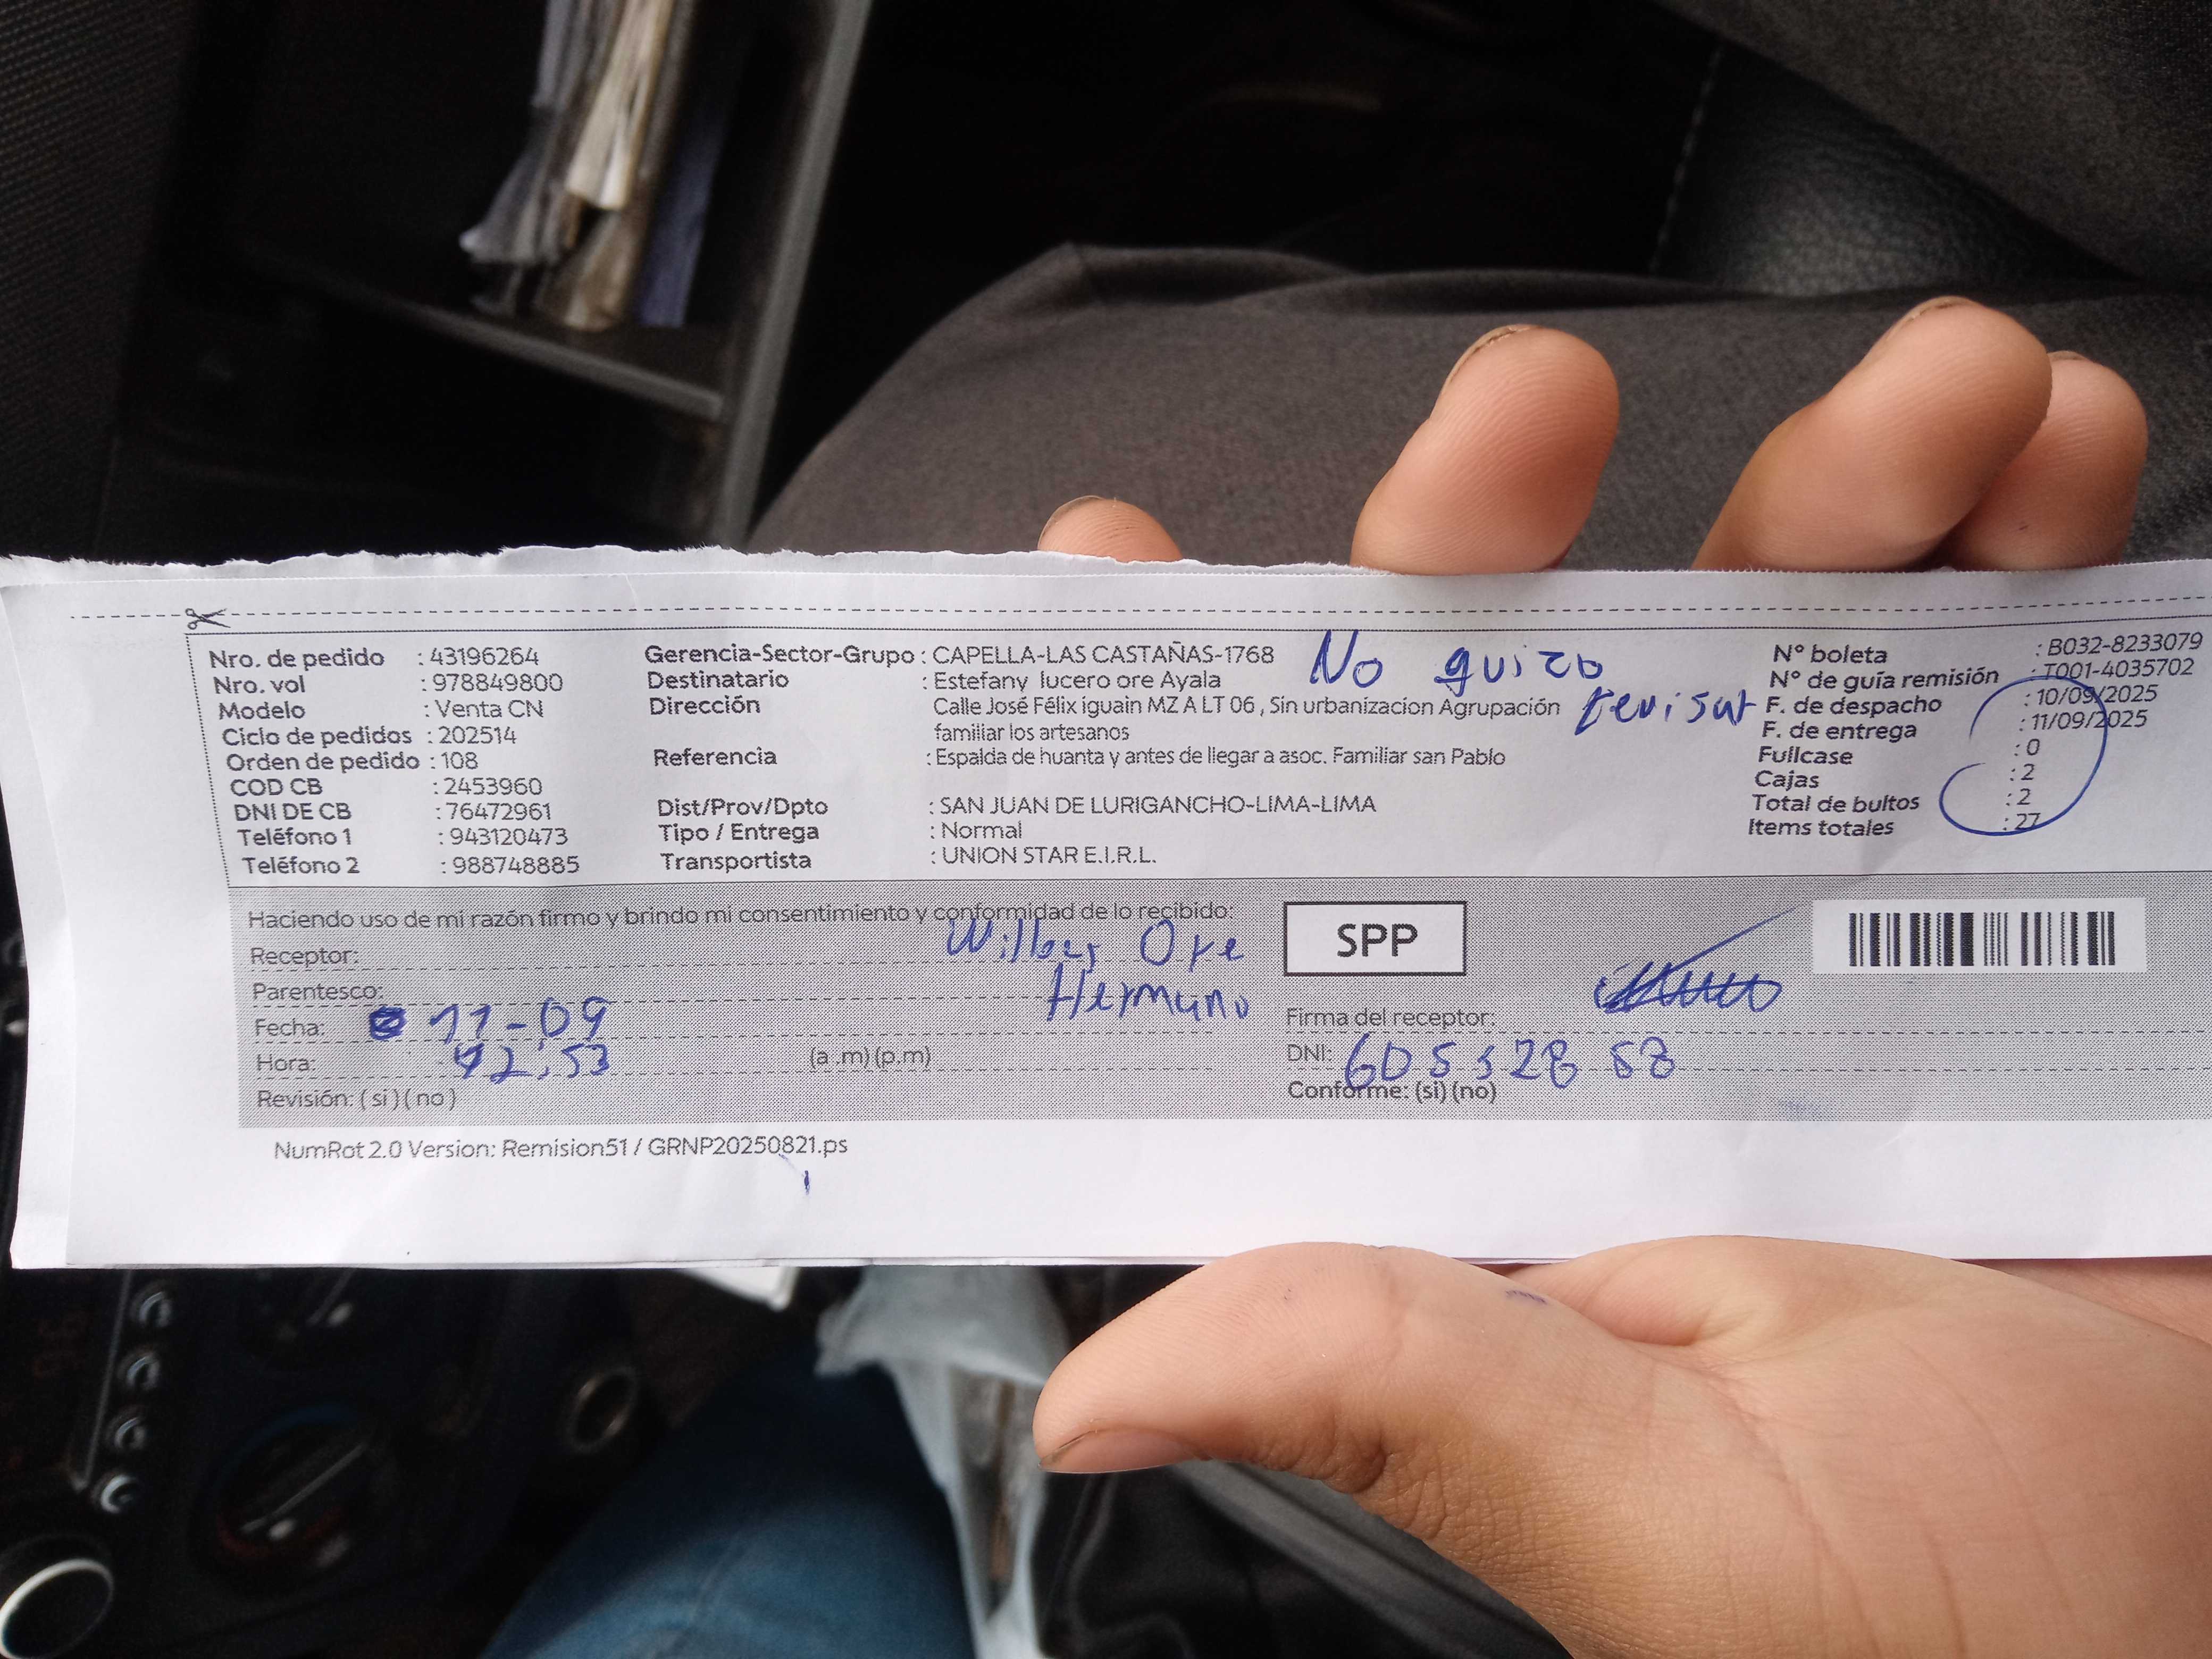 Nro. de pedido : 43196264
Nro. vol : 978849800
Modelo : Venta CN
Ciclo de pedidos : 202514
Orden de pedido : 108
COD CB : 2453960
DNI DE CB : 76472961
Teléfono 1 : 943120473
Teléfono 2 : 988748885
Gerencia-Sector-Grupo : CAPELLA-LAS CASTAÑAS-1768
Destinatario : Estefany lucero ore Ayala
Dirección Calle José Félix iguain MZ A LT 06 , Sin urbanizacion Agrupación
familiar los artesanos
Referencia : Espalda de huanta y antes de llegar a asoc. Familiar san Pablo
Dist/Prov/Dpto : SAN JUAN DE LURIGANCHO-LIMA-LIMA
Tipo / Entrega : Normal
Transportista : UNION STAR E.I.R.L.
No quizo
revisar
N° boleta : B032-8233079
N° de guía remisión : T001-4035702
F. de despacho : 10/09/2025
F. de entrega : 11/09/2025
Fullcase : 0
Cajas : 2
Total de bultos : 2
Items totales : 27
Haciendo uso de mi razón firmo y brindo mi consentimiento y conformidad de lo recibido:
Receptor: Wilber Ore
Parentesco: Hermano
Fecha: 11-09
Hora: 12:53 (a .m) (p.m)
Revisión: ( si ) ( no )
SPP
Firma del receptor:
DNI:
Conforme: (si) (no)
NumRot 2.0 Version: Remision51 / GRNP20250821.ps